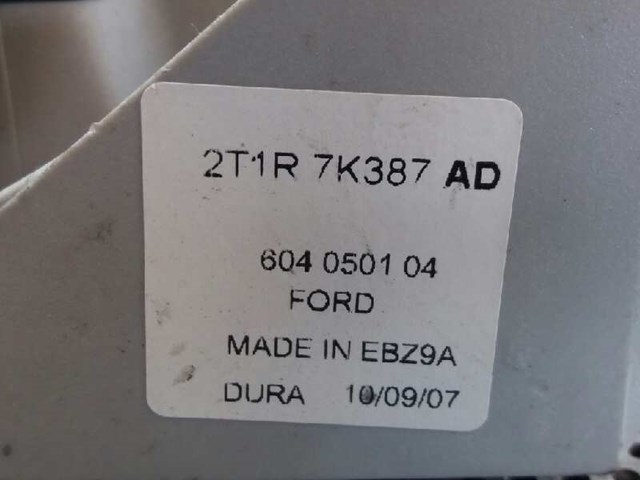 2T1R 7K387 AD
604 0501 04
FORD
MADE IN EBZ9A
DURA 10/09/07